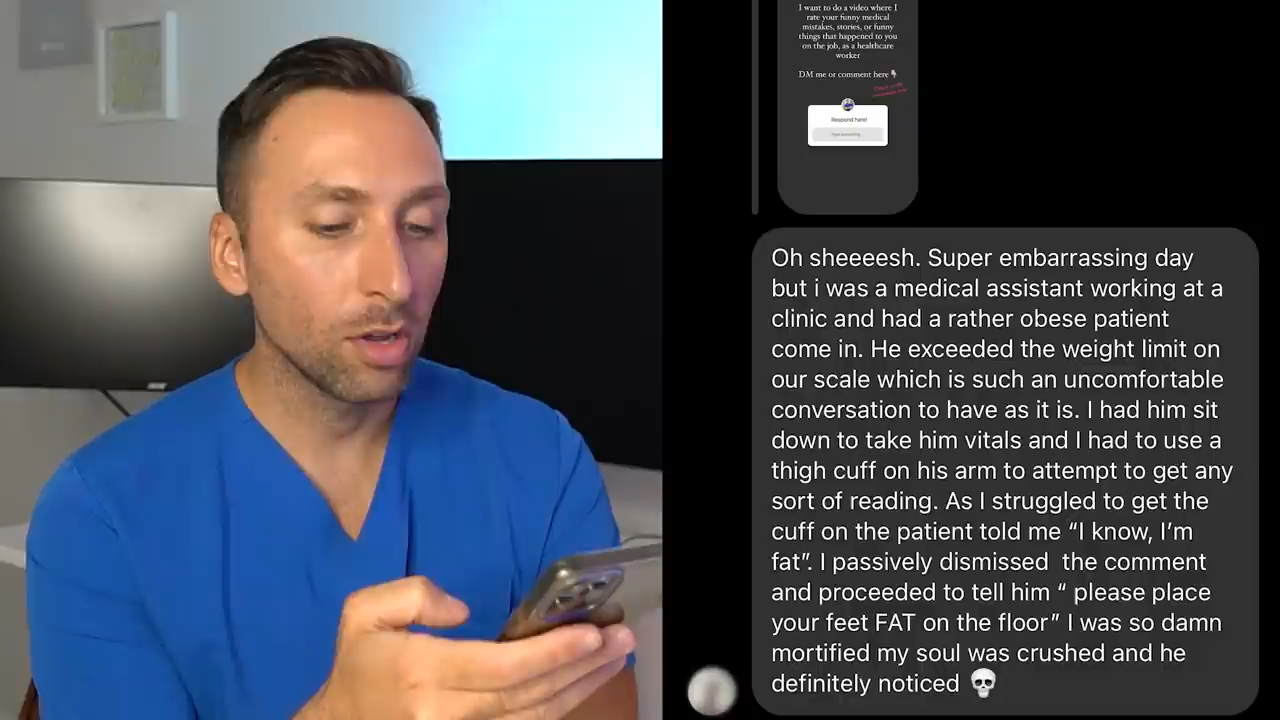 I want to do a video where I
rate your funny medical
mistakes, stories, or funny
things that happened to you
on the job, as a healthcare
worker
DM me or comment here👇🏻
Respond here!
Oh sheeeesh. Super embarrassing day
but i was a medical assistant working at a
clinic and had a rather obese patient
come in. He exceeded the weight limit on
our scale which is such an uncomfortable
conversation to have as it is. I had him sit
down to take him vitals and I had to use a
thigh cuff on his arm to attempt to get any
sort of reading. As I struggled to get the
cuff on the patient told me “I know, I’m
fat”. I passively dismissed  the comment
and proceeded to tell him “ please place
your feet FAT on the floor” I was so damn
mortified my soul was crushed and he
definitely noticed 💀